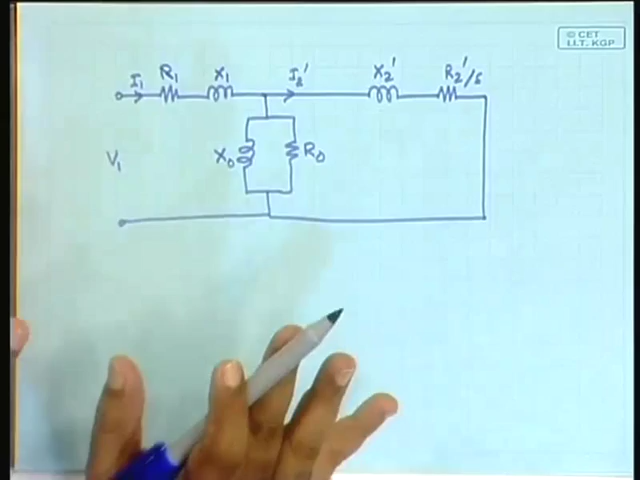 © CET
I.I.T. KGP
I₁ R₁ X₁ I₂' X₂' R₂'/s
V₁ X₀ R₀